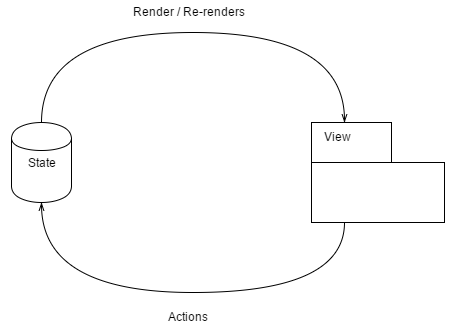 Render / Re-renders
View
State
Actions